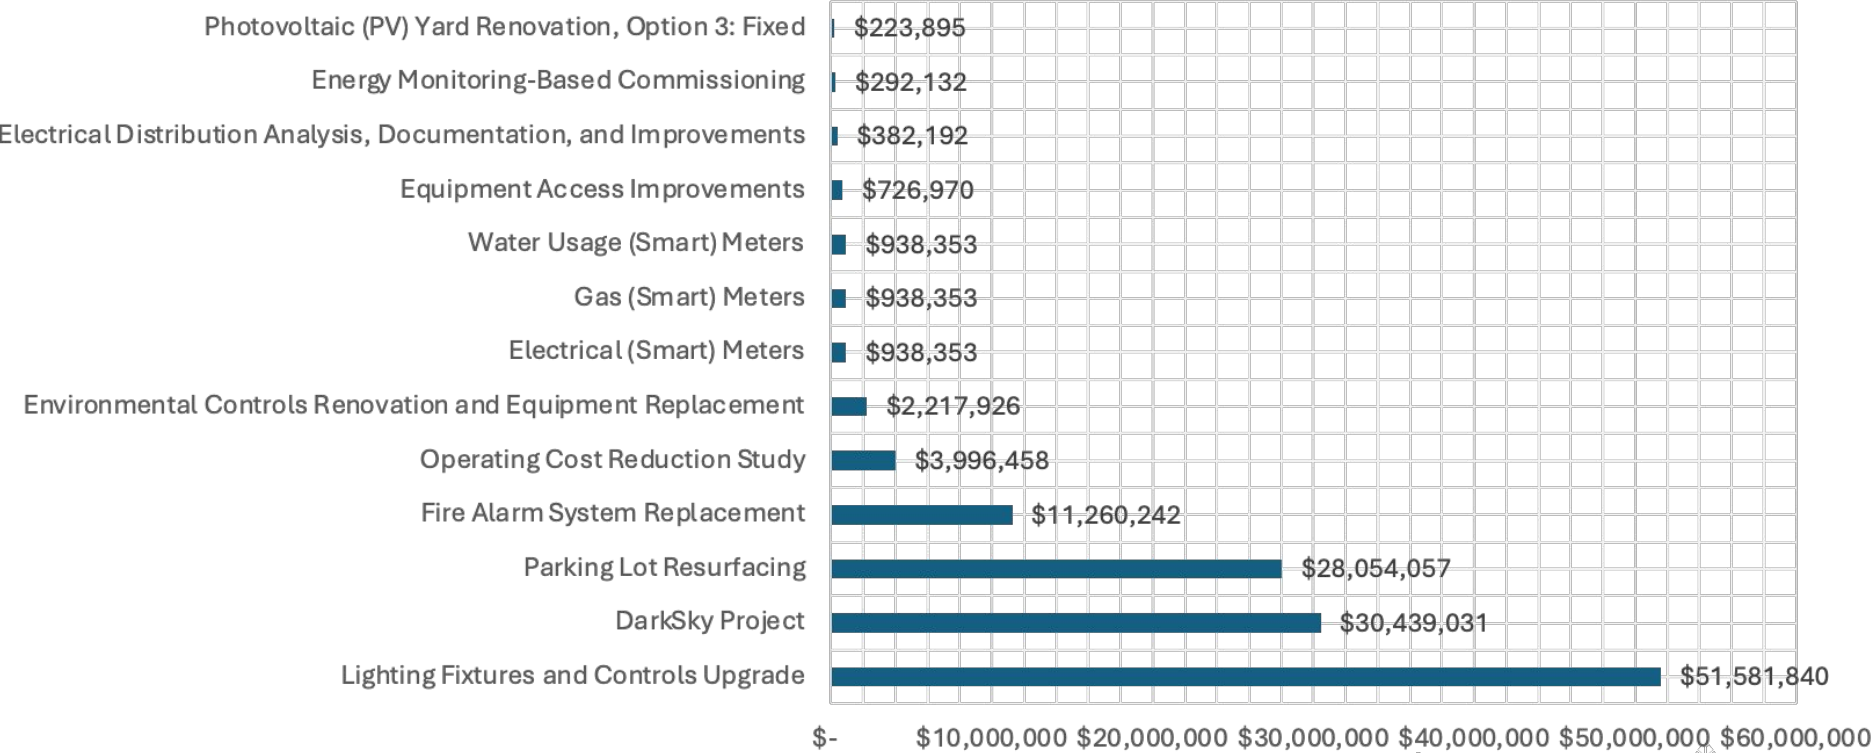 Photovoltaic (PV) Yard Renovation, Option 3: Fixed $223,895
Energy Monitoring-Based Commissioning $292,132
Electrical Distribution Analysis, Documentation, and Improvements $382,192
Equipment Access Improvements $726,970
Water Usage (Smart) Meters $938,353
Gas (Smart) Meters $938,353
Electrical (Smart) Meters $938,353
Environmental Controls Renovation and Equipment Replacement $2,217,926
Operating Cost Reduction Study $3,996,458
Fire Alarm System Replacement $11,260,242
Parking Lot Resurfacing $28,054,057
DarkSky Project $30,439,031
Lighting Fixtures and Controls Upgrade $51,581,840
$- $10,000,000 $20,000,000 $30,000,000 $40,000,000 $50,000,000 $60,000,000